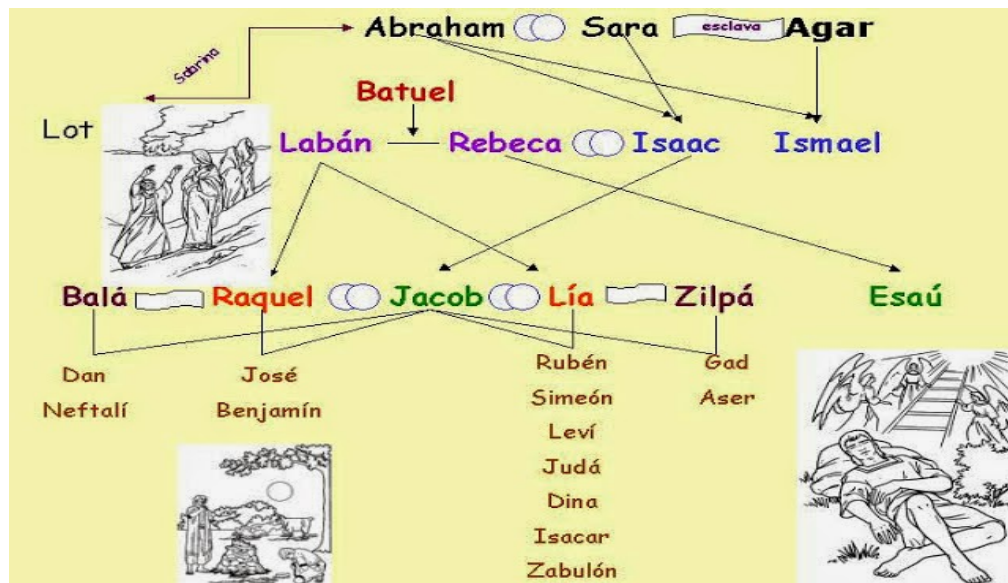 Abraham Sara esclava Agar
Sobrino
Batuel
Lot
Labán Rebeca Isaac Ismael
Balá Raquel Jacob Lía Zilpá Esaú
Dan José Rubén Gad
Neftalí Benjamín Simeón Aser
Leví
Judá
Dina
Isacar
Zabulón